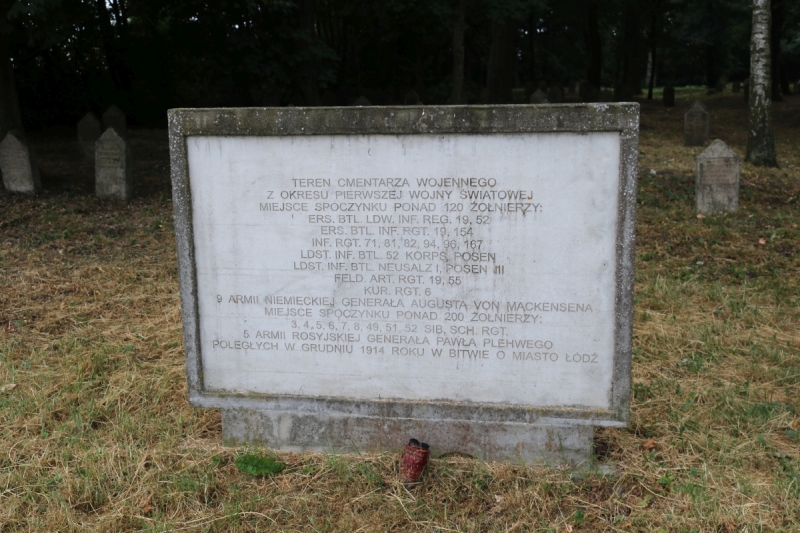 TEREN CMENTARZA WOJENNEGO
Z OKRESU PIERWSZEJ WOJNY ŚWIATOWEJ
MIEJSCE SPOCZYNKU PONAD 120 ŻOŁNIERZY:
ERS. BTL. LDW. INF. REG. 19, 52
ERS. BTL. INF. RGT. 19, 154
INF. RGT. 71, 81, 82, 94, 96, 167
LDST. INF. BTL. 52 KORPS, POSEN
LDST. INF. BTL. NEUSALZ I, POSEN III
FELD. ART. RGT. 19, 55
KUR. RGT. 6
9 ARMII NIEMIECKIEJ GENERAŁA AUGUSTA VON MACKENSENA
MIEJSCE SPOCZYNKU PONAD 200 ŻOŁNIERZY:
3, 4, 5, 6, 7, 8, 49, 51, 52 SIB. SCH. RGT.
5 ARMII ROSYJSKIEJ GENERAŁA PAWŁA PLEHWEGO
POLEGŁYCH W GRUDNIU 1914 ROKU W BITWIE O MIASTO ŁÓDŹ